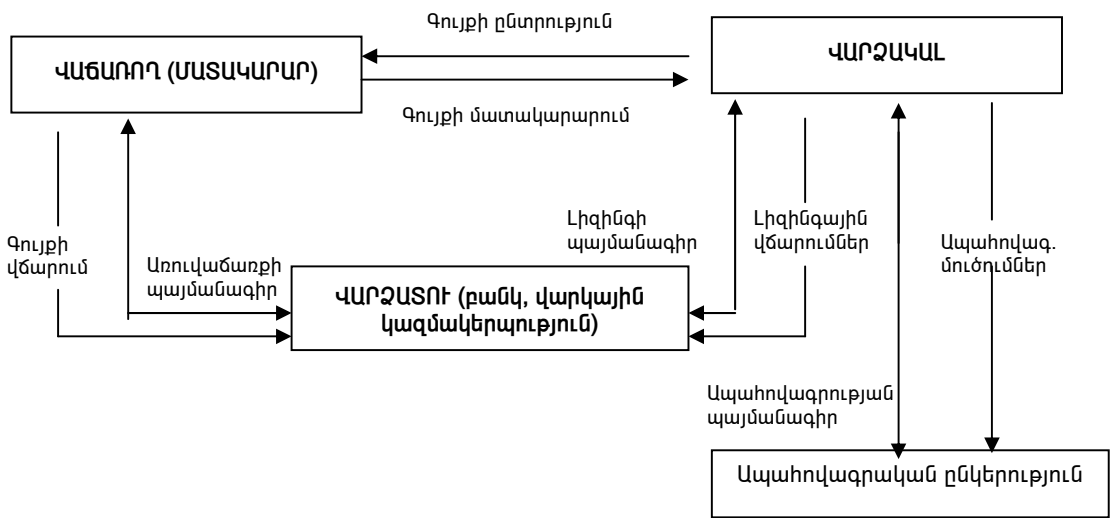 Գույքի ընտրություն
ՎԱՃԱՌՈՂ (ՄԱՏԱԿԱՐԱՐ)
ՎԱՐՁԱԿԱԼ
Գույքի մատակարարում
Գույքի
վճարում
Առուվաճառքի
պայմանագիր
Լիզինգի
պայմանագիր
Լիզինգային
վճարումներ
Ապահովագ.
մուծումներ
ՎԱՐՁԱՏՈՒ (բանկ, վարկային
կազմակերպություն)
Ապահովագրության
պայմանագիր
Ապահովագրական ընկերություն